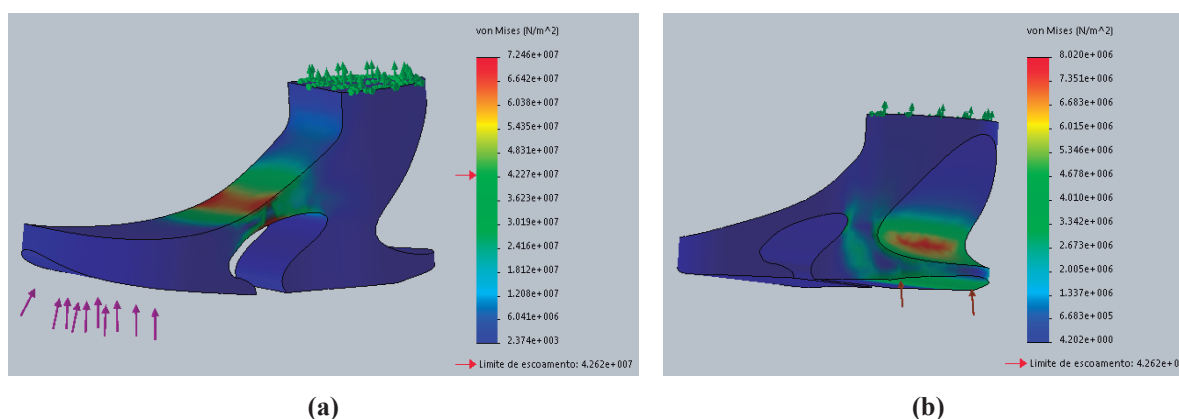 von Mises (N/m^2)
7.246e+007
6.642e+007
6.038e+007
5.435e+007
4.831e+007
4.227e+007
3.623e+007
3.019e+007
2.416e+007
1.812e+007
1.208e+007
6.041e+006
2.374e+003
Limite de escoamento: 4.262e+007
(a)
von Mises (N/m^2)
8.020e+006
7.351e+006
6.683e+006
6.015e+006
5.346e+006
4.678e+006
4.010e+006
3.342e+006
2.673e+006
2.005e+006
1.337e+006
6.683e+005
4.202e+000
Limite de escoamento: 4.262e+0
(b)